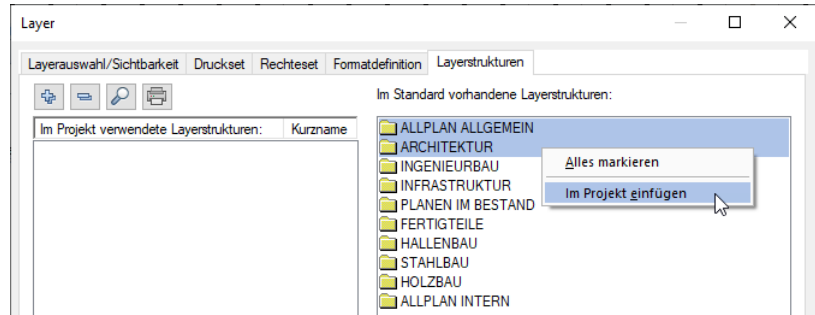 Layer
Layerauswahl/Sichtbarkeit Druckset Rechteset Formatdefinition Layerstrukturen
Im Standard vorhandene Layerstrukturen:
Im Projekt verwendete Layerstrukturen: Kurzname
ALLPLAN ALLGEMEIN
ARCHITEKTUR
INGENIEURBAU
INFRASTRUKTUR
PLANEN IM BESTAND
FERTIGTEILE
HALLENBAU
STAHLBAU
HOLZBAU
ALLPLAN INTERN
Alles markieren
Im Projekt einfügen